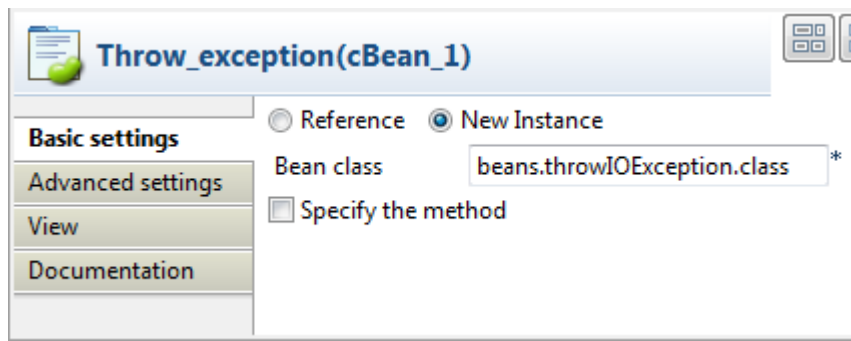 Throw_exception(cBean_1)
Basic settings
Advanced settings
View
Documentation
Reference New Instance
Bean class beans.throwIOException.class *
Specify the method